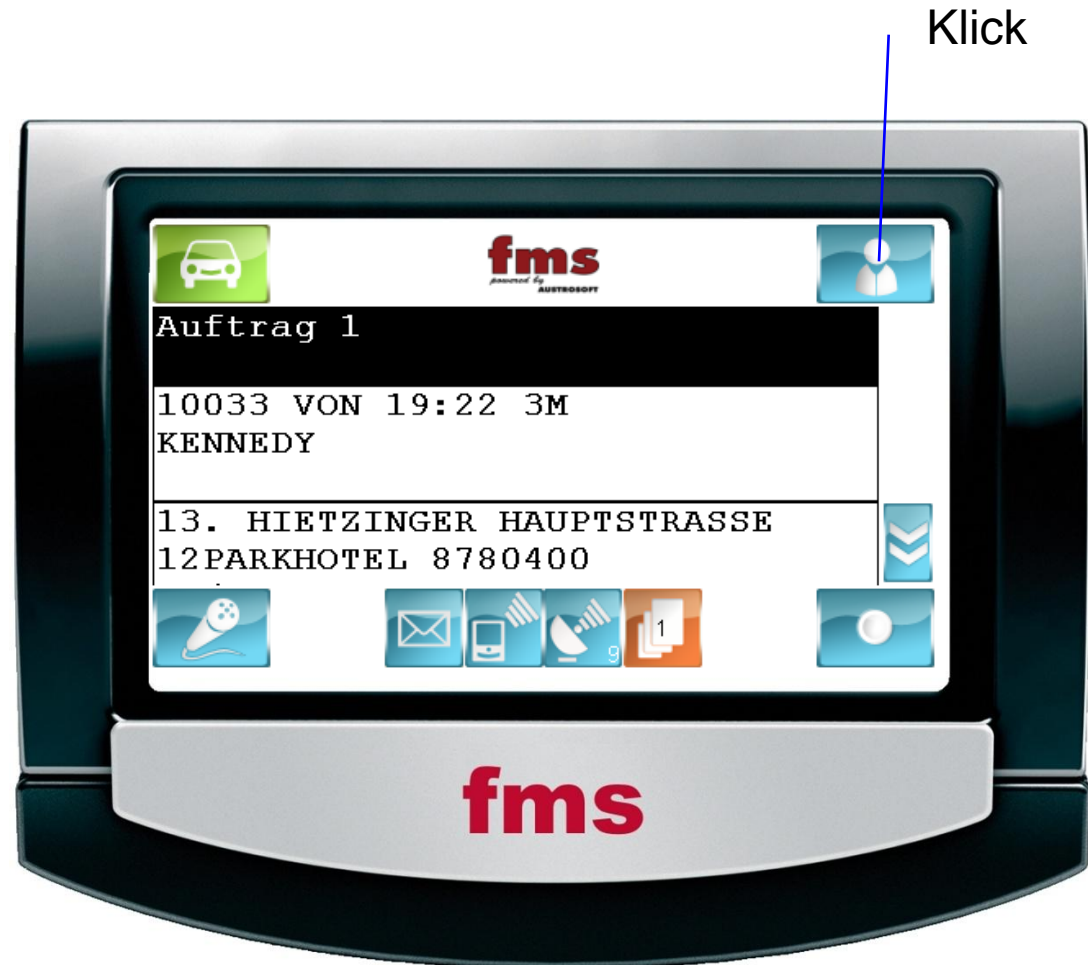 Klick
fms
powered by
AUSTROSOFT
Auftrag 1
10033 VON 19:22 3M
KENNEDY
13. HIETZINGER HAUPTSTRASSE
12PARKHOTEL 8780400
1
9
fms